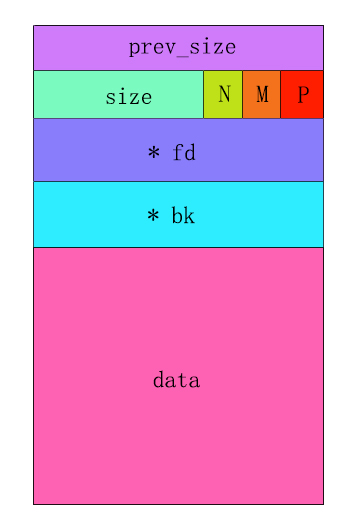 prev_size
size N M P
* fd
* bk
data